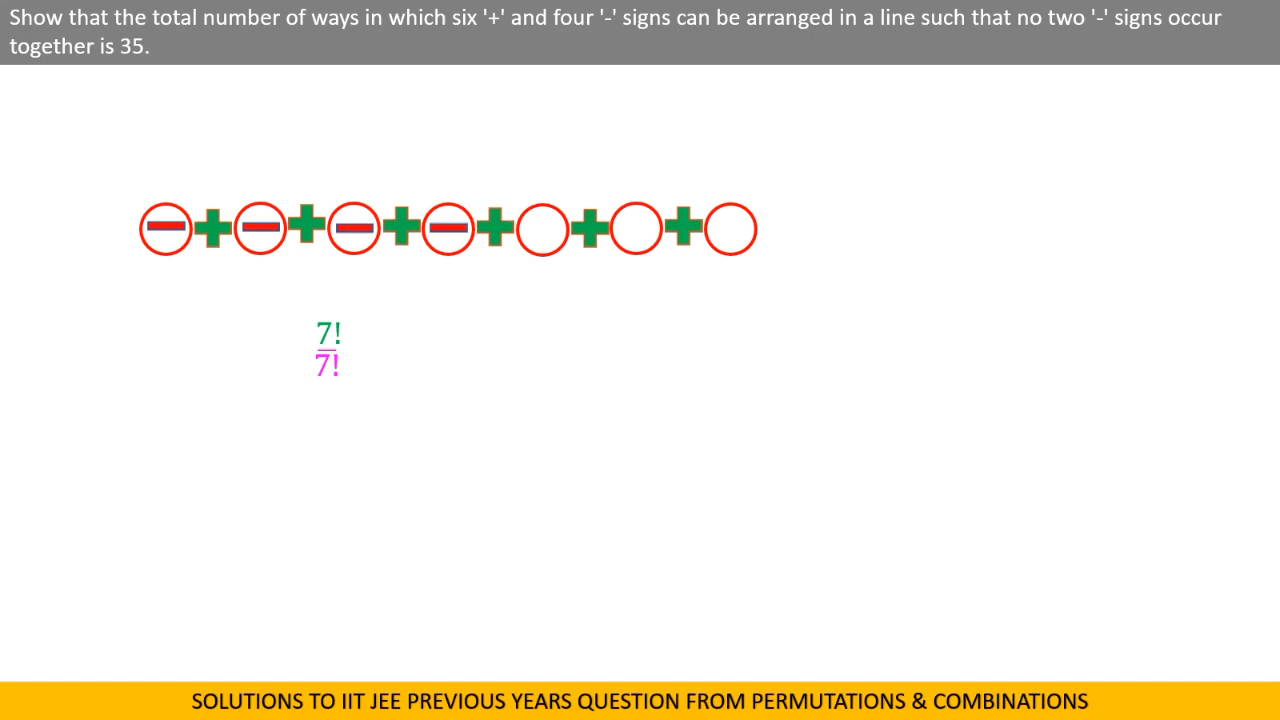 Show that the total number of ways in which six '+' and four '-' signs can be arranged in a line such that no two '-' signs occur
together is 35.
7!
7!
SOLUTIONS TO IIT JEE PREVIOUS YEARS QUESTION FROM PERMUTATIONS & COMBINATIONS